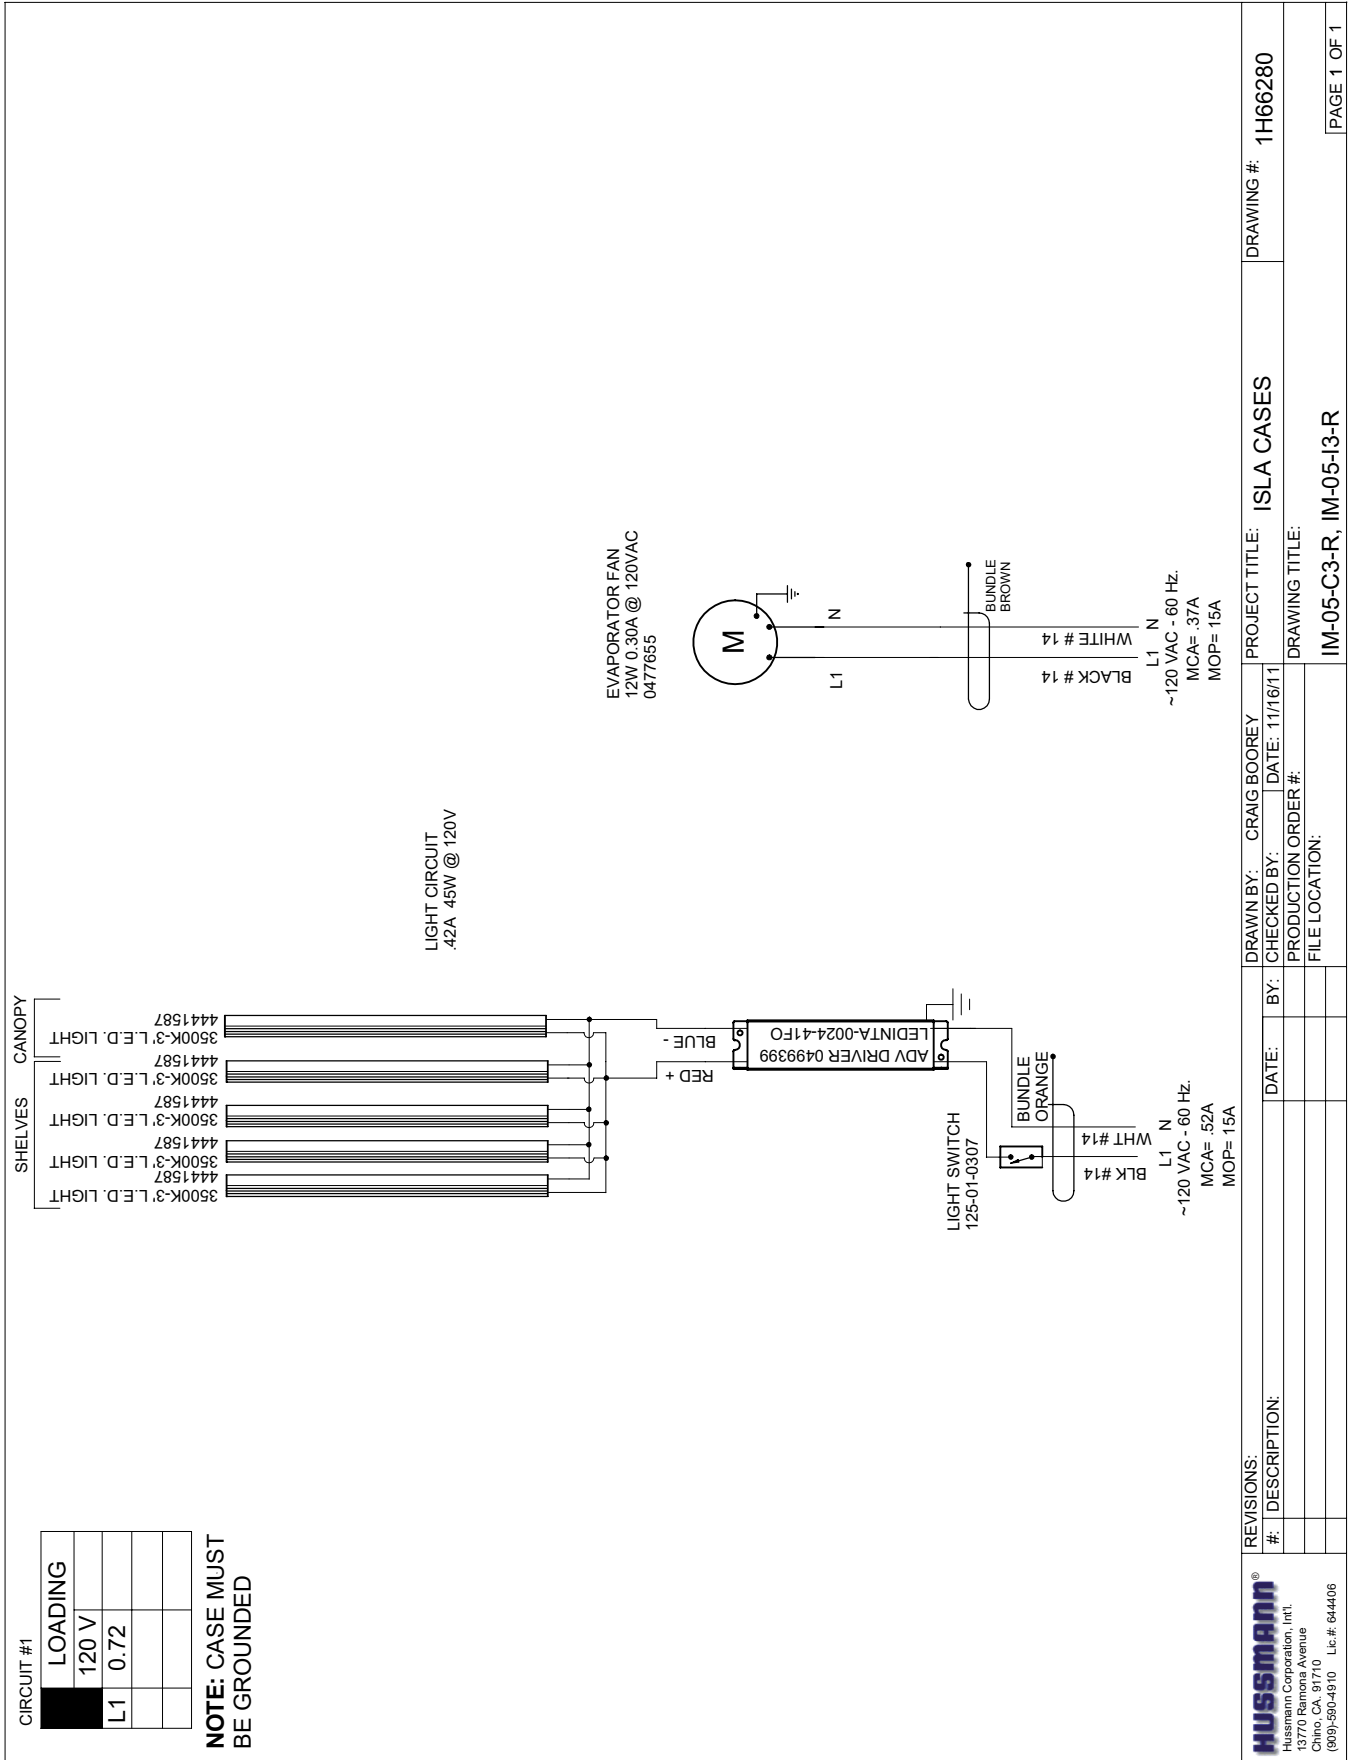 CIRCUIT #1
LOADING
120 V
L1 0.72
NOTE: CASE MUST
BE GROUNDED
SHELVES CANOPY
3500K-3' L.E.D. LIGHT
4441587
3500K-3' L.E.D. LIGHT
4441587
3500K-3' L.E.D. LIGHT
4441587
3500K-3' L.E.D. LIGHT
4441587
3500K-3' L.E.D. LIGHT
4441587
LIGHT CIRCUIT
.42A 45W @ 120V
RED +
BLUE -
ADV DRIVER 0499399
LEDINTA-0024-41FO
LIGHT SWITCH
125-01-0307
BUNDLE
ORANGE
BLK #14
WHT #14
L1 N
~120 VAC - 60 Hz.
MCA= .52A
MOP= 15A
EVAPORATOR FAN
12W 0.30A @ 120VAC
0477655
M
L1 N
BUNDLE
BROWN
BLACK # 14
WHITE # 14
L1 N
~120 VAC - 60 Hz.
MCA= .37A
MOP= 15A
HUSSMANN®
Hussmann Corporation, Int'l.
13770 Ramona Avenue
Chino, CA. 91710
(909)-590-4910 Lic.#: 644406
REVISIONS:
#: DESCRIPTION: DATE: BY:
DRAWN BY: CRAIG BOOREY
CHECKED BY: DATE: 11/16/11
PRODUCTION ORDER #:
FILE LOCATION:
PROJECT TITLE: ISLA CASES
DRAWING #: 1H66280
DRAWING TITLE:
IM-05-C3-R, IM-05-I3-R
PAGE 1 OF 1